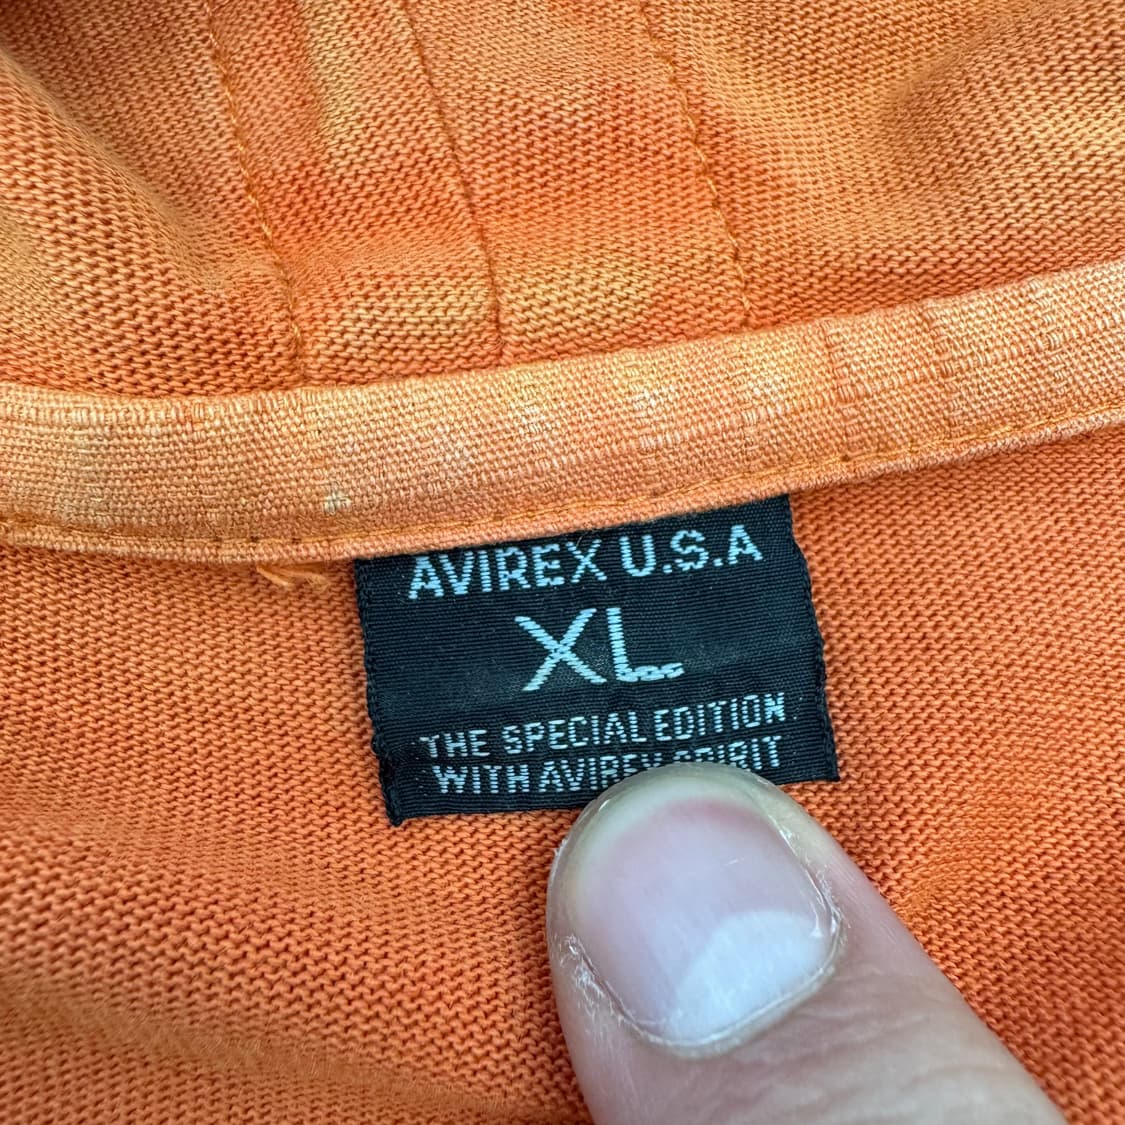 AVIREX U.S.A
XL
THE SPECIAL EDITION
WITH AVIREX SPIRIT